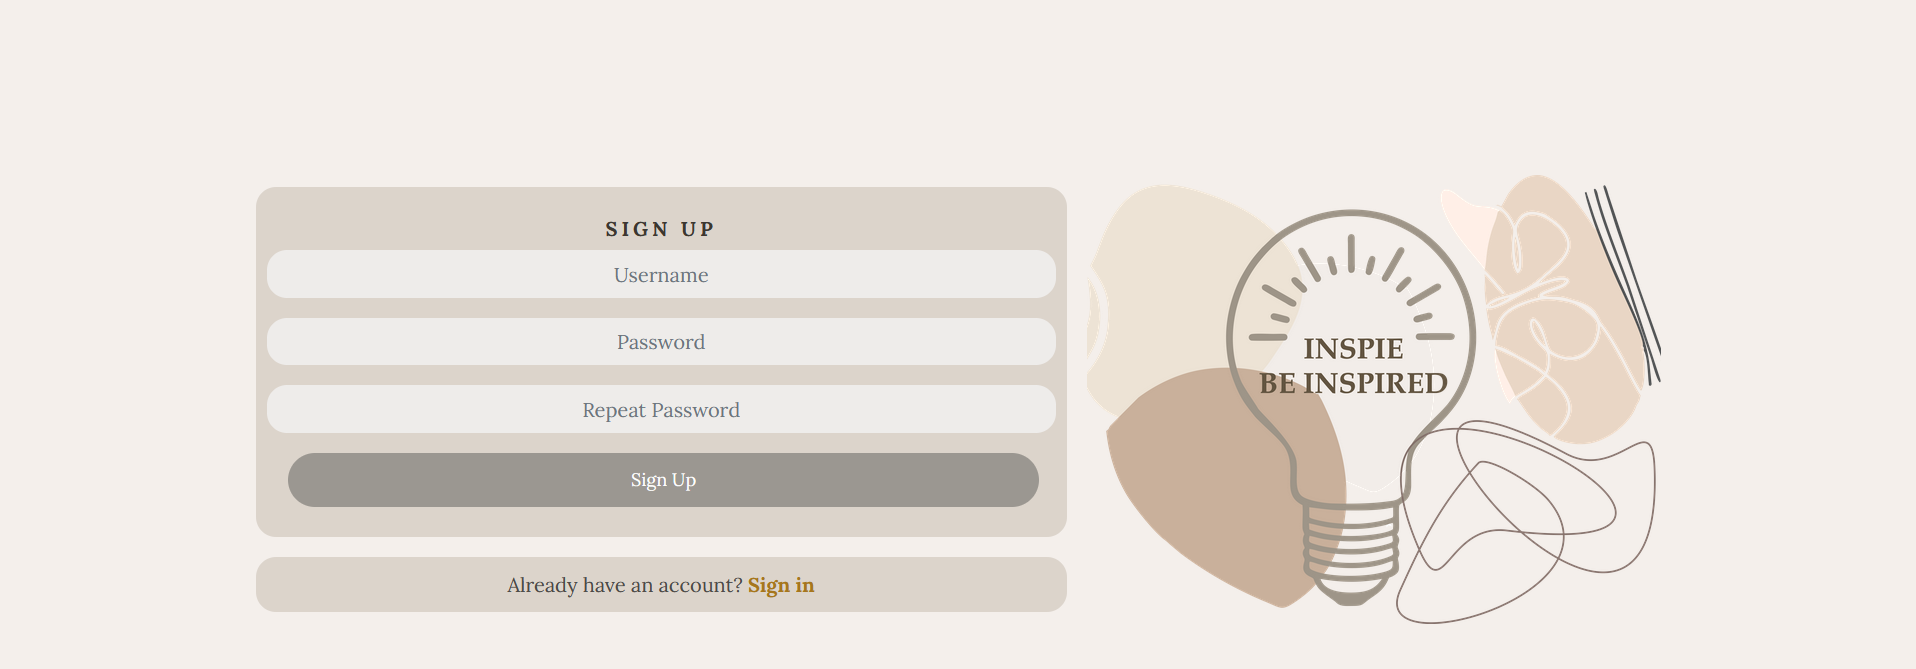 SIGN UP
Username
Password
Repeat Password
Sign Up
Already have an account? Sign in
INSPIE
BE INSPIRED